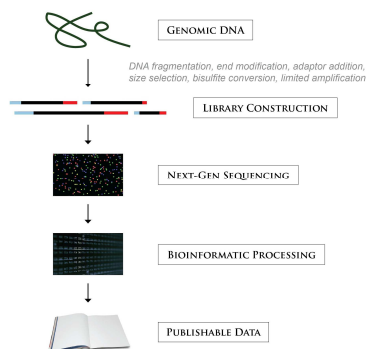 GENOMIC DNA
DNA fragmentation, end modification, adaptor addition,
size selection, bisulfite conversion, limited amplification
LIBRARY CONSTRUCTION
NEXT-GEN SEQUENCING
BIOINFORMATIC PROCESSING
PUBLISHABLE DATA